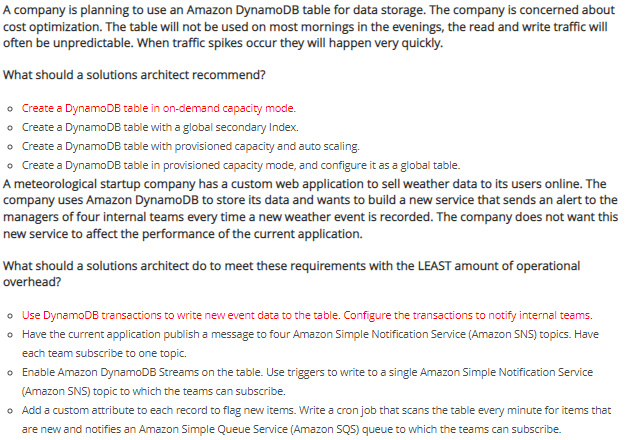 A company is planning to use an Amazon DynamoDB table for data storage. The company is concerned about
cost optimization. The table will not be used on most mornings in the evenings, the read and write traffic will
often be unpredictable. When traffic spikes occur they will happen very quickly.
What should a solutions architect recommend?
Create a DynamoDB table in on-demand capacity mode.
Create a DynamoDB table with a global secondary Index.
Create a DynamoDB table with provisioned capacity and auto scaling.
Create a DynamoDB table in provisioned capacity mode, and configure it as a global table.
A meteorological startup company has a custom web application to sell weather data to its users online. The
company uses Amazon DynamoDB to store its data and wants to build a new service that sends an alert to the
managers of four internal teams every time a new weather event is recorded. The company does not want this
new service to affect the performance of the current application.
What should a solutions architect do to meet these requirements with the LEAST amount of operational
overhead?
Use DynamoDB transactions to write new event data to the table. Configure the transactions to notify internal teams.
Have the current application publish a message to four Amazon Simple Notification Service (Amazon SNS) topics. Have
each team subscribe to one topic.
Enable Amazon DynamoDB Streams on the table. Use triggers to write to a single Amazon Simple Notification Service
(Amazon SNS) topic to which the teams can subscribe.
Add a custom attribute to each record to flag new items. Write a cron job that scans the table every minute for items that
are new and notifies an Amazon Simple Queue Service (Amazon SQS) queue to which the teams can subscribe.